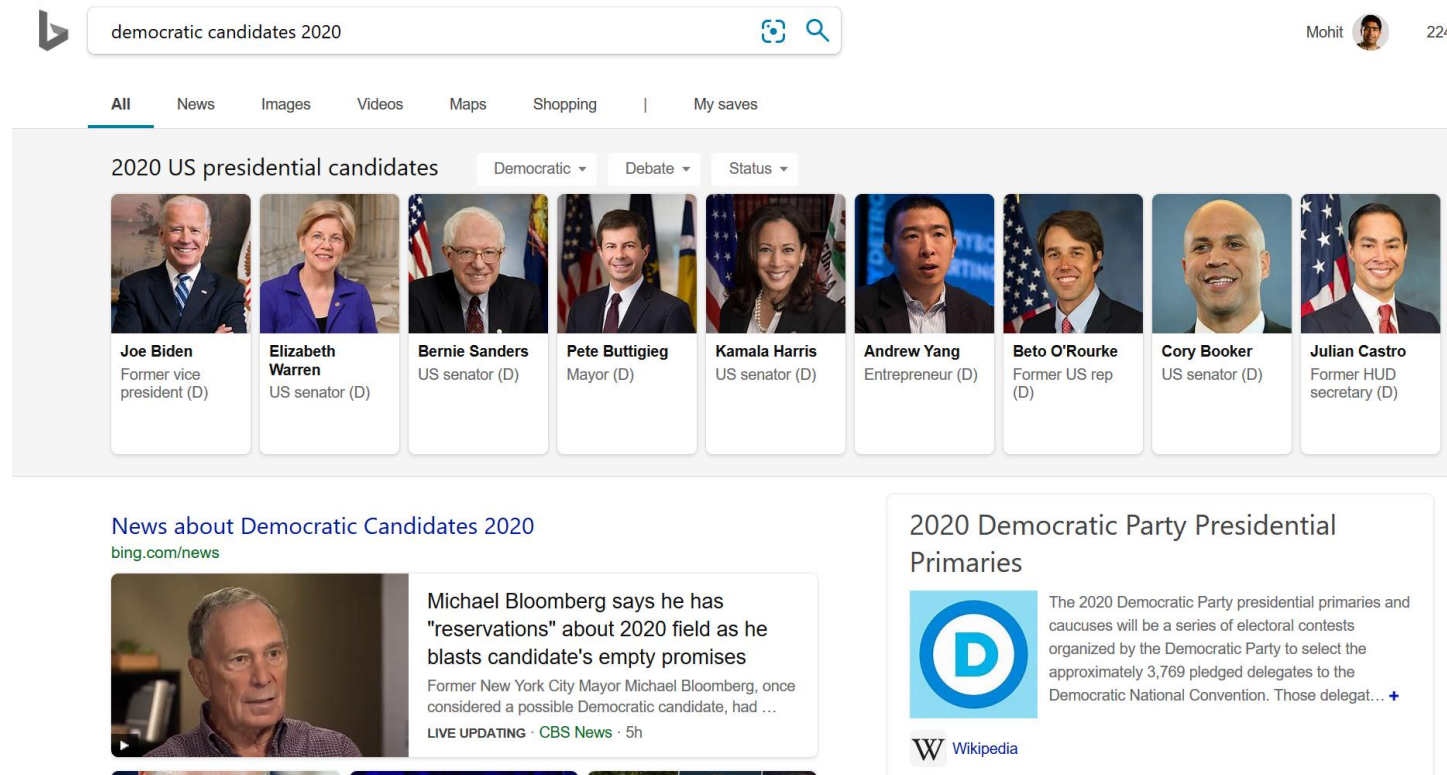 democratic candidates 2020
Mohit
224
All News Images Videos Maps Shopping | My saves
2020 US presidential candidates
Democratic Debate Status
Joe Biden
Former vice
president (D)
Elizabeth
Warren
US senator (D)
Bernie Sanders
US senator (D)
Pete Buttigieg
Mayor (D)
Kamala Harris
US senator (D)
Andrew Yang
Entrepreneur (D)
Beto O'Rourke
Former US rep
(D)
Cory Booker
US senator (D)
Julian Castro
Former HUD
secretary (D)
News about Democratic Candidates 2020
bing.com/news
Michael Bloomberg says he has
"reservations" about 2020 field as he
blasts candidate's empty promises
Former New York City Mayor Michael Bloomberg, once
considered a possible Democratic candidate, had ...
LIVE UPDATING · CBS News · 5h
2020 Democratic Party Presidential
Primaries
D
The 2020 Democratic Party presidential primaries and
caucuses will be a series of electoral contests
organized by the Democratic Party to select the
approximately 3,769 pledged delegates to the
Democratic National Convention. Those delegat... +
W Wikipedia